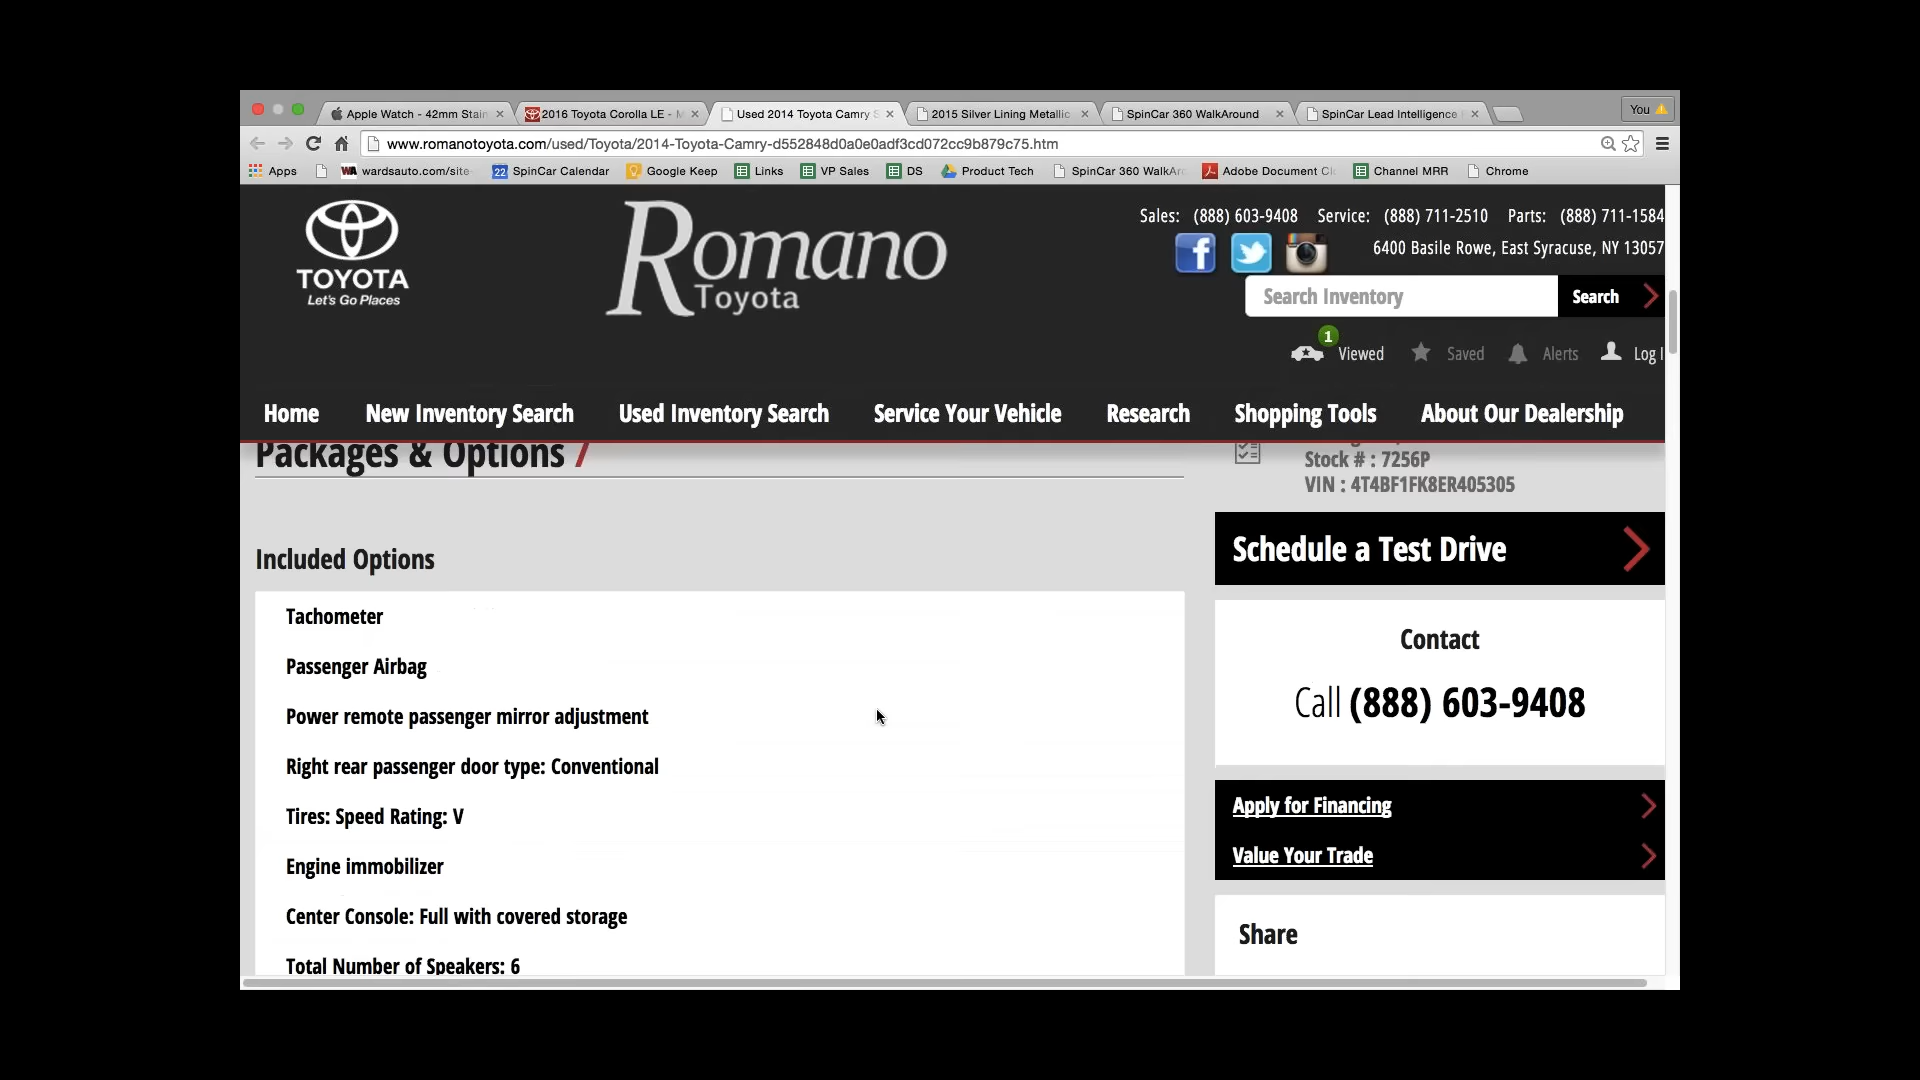 Apple Watch - 42mm Stain
2016 Toyota Corolla LE -
Used 2014 Toyota Camry S
2015 Silver Lining Metallic
SpinCar 360 WalkAround
SpinCar Lead Intelligence
You
www.romanotoyota.com/used/Toyota/2014-Toyota-Camry-d552848d0a0e0adf3cd072cc9b879c75.htm
Apps
WA wardsauto.com/site
22 SpinCar Calendar
Google Keep
Links
VP Sales
DS
Product Tech
SpinCar 360 WalkAr
Adobe Document Cl
Channel MRR
Chrome
TOYOTA
Let's Go Places
Romano
Toyota
Sales: (888) 603-9408 Service: (888) 711-2510 Parts: (888) 711-1584
6400 Basile Rowe, East Syracuse, NY 13057
Search Inventory
Search
1
Viewed
Saved
Alerts
Log I
Home
New Inventory Search
Used Inventory Search
Service Your Vehicle
Research
Shopping Tools
About Our Dealership
Packages & Options /
Stock # : 7256P
VIN : 4T4BF1FK8ER405305
Included Options
Tachometer
Passenger Airbag
Power remote passenger mirror adjustment
Right rear passenger door type: Conventional
Tires: Speed Rating: V
Engine immobilizer
Center Console: Full with covered storage
Total Number of Speakers: 6
Schedule a Test Drive
Contact
Call (888) 603-9408
Apply for Financing
Value Your Trade
Share